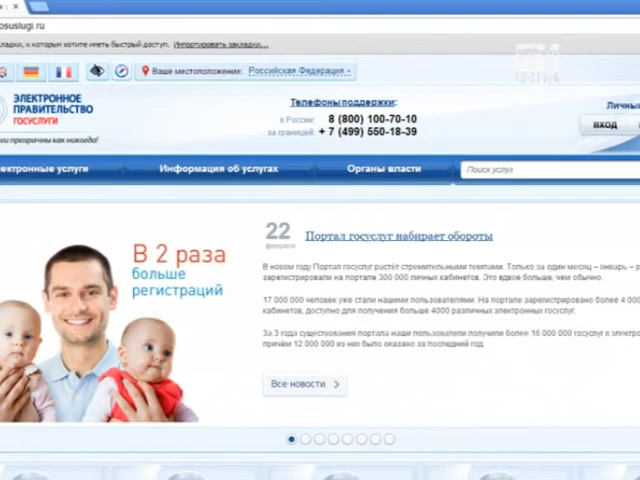 osuslugi.ru
кладки, к которым хотите иметь быстрый доступ. Импортировать закладки...
Ваше местоположение: Российская Федерация
ЭЛЕКТРОННОЕ
ПРАВИТЕЛЬСТВО
ГОСУСЛУГИ
прозрачны как никогда!
Телефоны поддержки:
в России: 8 (800) 100-70-10
за границей: + 7 (499) 550-18-39
Личны
ВХОД
ектронные услуги Информация об услугах Органы власти Поиск услуг
В 2 раза
больше
регистраций
22
февраля
Портал госуслуг набирает обороты
В новом году Портал госуслуг растёт стремительными темпами. Только за один месяц – январь – р
зарегистрировали на портале 300 000 личных кабинетов. Это вдвое больше, чем обычно.
17 000 000 человек уже стали нашими пользователями. На портале зарегистрировано более 4 000
кабинетов, доступно для получения больше 4000 различных электронных госуслуг.
За 3 года существования портала наши пользователи получили более 16 000 000 госуслуг в электро
причём 12 000 000 из них было оказано за последний год.
Все новости